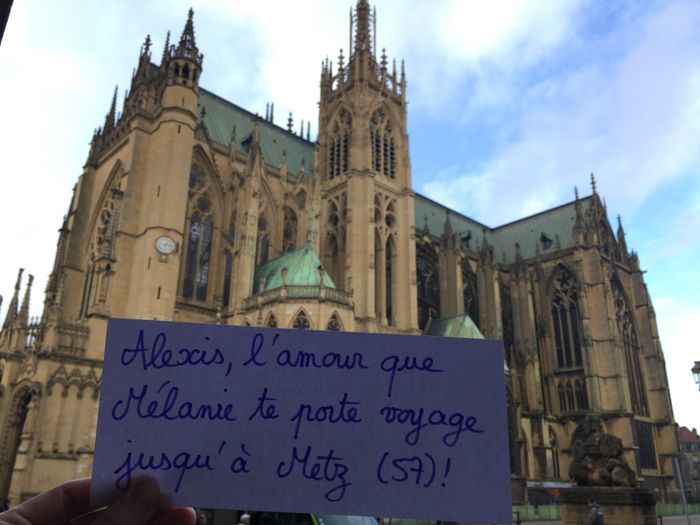 Alexis, l'amour que
Mélanie te porte voyage
jusqu'à Metz (57)!